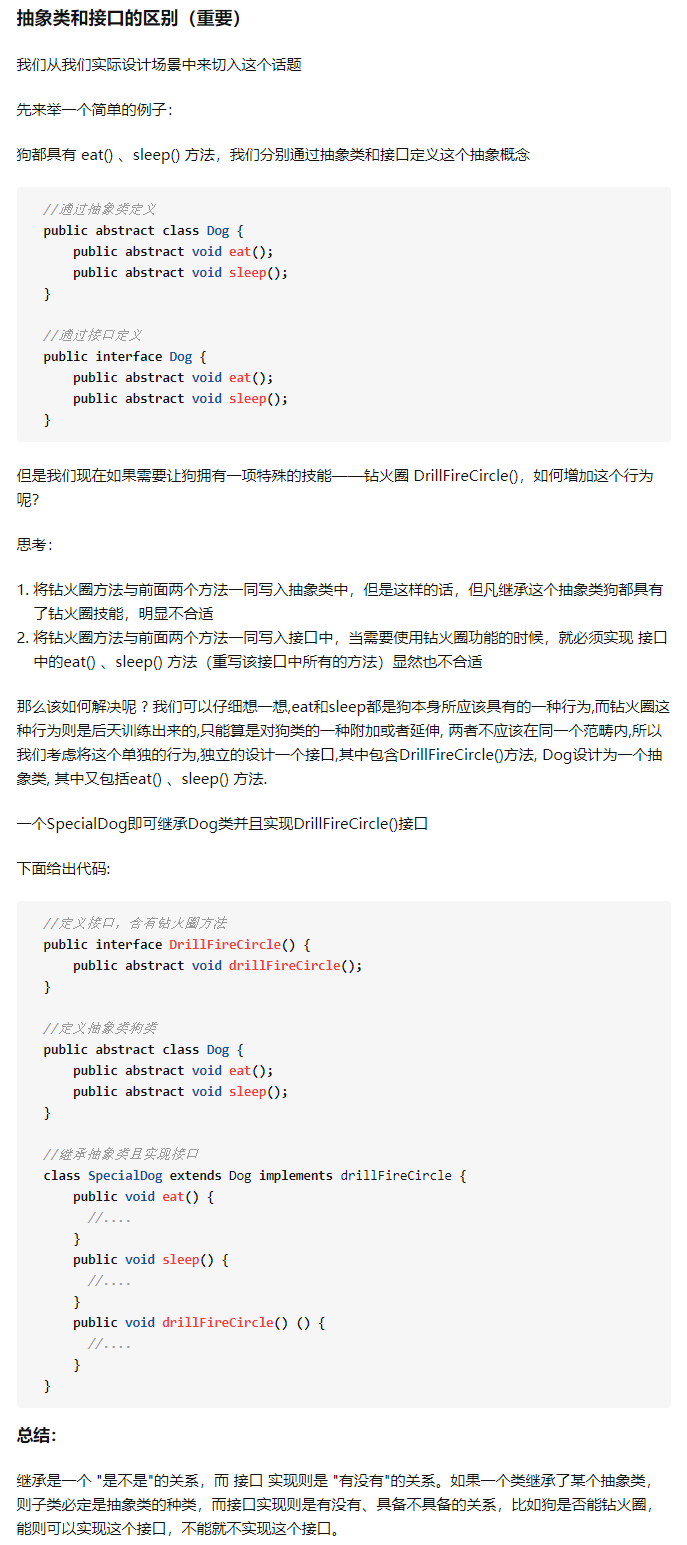 抽象类和接口的区别（重要）
我们从我们实际设计场景中来切入这个话题
先来举一个简单的例子：
狗都具有 eat() 、sleep() 方法，我们分别通过抽象类和接口定义这个抽象概念
//通过抽象类定义
public abstract class Dog {
    public abstract void eat();
    public abstract void sleep();
}
//通过接口定义
public interface Dog {
    public abstract void eat();
    public abstract void sleep();
}
但是我们现在如果需要让狗拥有一项特殊的技能——钻火圈 DrillFireCircle()，如何增加这个行为
呢？
思考：
1. 将钻火圈方法与前面两个方法一同写入抽象类中，但是这样的话，但凡继承这个抽象类狗都具有
了钻火圈技能，明显不合适
2. 将钻火圈方法与前面两个方法一同写入接口中，当需要使用钻火圈功能的时候，就必须实现 接口
中的eat() 、sleep() 方法（重写该接口中所有的方法）显然也不合适
那么该如何解决呢 ? 我们可以仔细想一想,eat和sleep都是狗本身所应该具有的一种行为,而钻火圈这
种行为则是后天训练出来的,只能算是对狗类的一种附加或者延伸, 两者不应该在同一个范畴内,所以
我们考虑将这个单独的行为,独立的设计一个接口,其中包含DrillFireCircle()方法, Dog设计为一个抽
象类, 其中又包括eat() 、sleep() 方法.
一个SpecialDog即可继承Dog类并且实现DrillFireCircle()接口
下面给出代码:
//定义接口，含有钻火圈方法
public interface DrillFireCircle() {
    public abstract void drillFireCircle();
}
//定义抽象类狗类
public abstract class Dog {
    public abstract void eat();
    public abstract void sleep();
}
//继承抽象类且实现接口
class SpecialDog extends Dog implements drillFireCircle {
    public void eat() {
      //....
    }
    public void sleep() {
      //....
    }
    public void drillFireCircle() () {
      //....
    }
}
总结：
继承是一个 "是不是"的关系，而 接口 实现则是 "有没有"的关系。如果一个类继承了某个抽象类，
则子类必定是抽象类的种类，而接口实现则是有没有、具备不具备的关系，比如狗是否能钻火圈，
能则可以实现这个接口，不能就不实现这个接口。